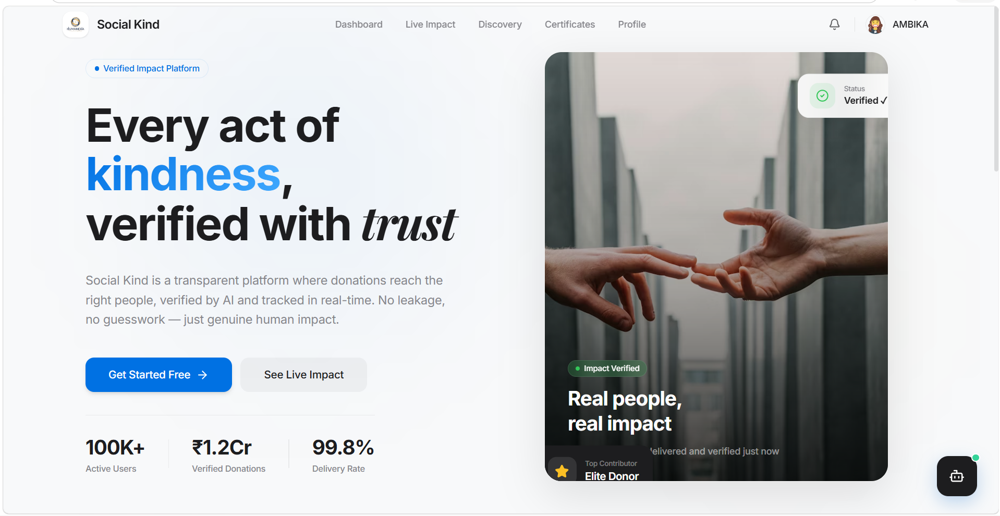 HUMANEXA
Social Kind
Dashboard
Live Impact
Discovery
Certificates
Profile
AMBIKA
Verified Impact Platform
Every act of
kindness,
verified with trust
Social Kind is a transparent platform where donations reach the
right people, verified by AI and tracked in real-time. No leakage,
no guesswork — just genuine human impact.
Get Started Free →
See Live Impact
100K+
Active Users
₹1.2Cr
Verified Donations
99.8%
Delivery Rate
Status
Verified ✓
Impact Verified
Real people,
real impact
elivered and verified just now
Top Contributor
Elite Donor